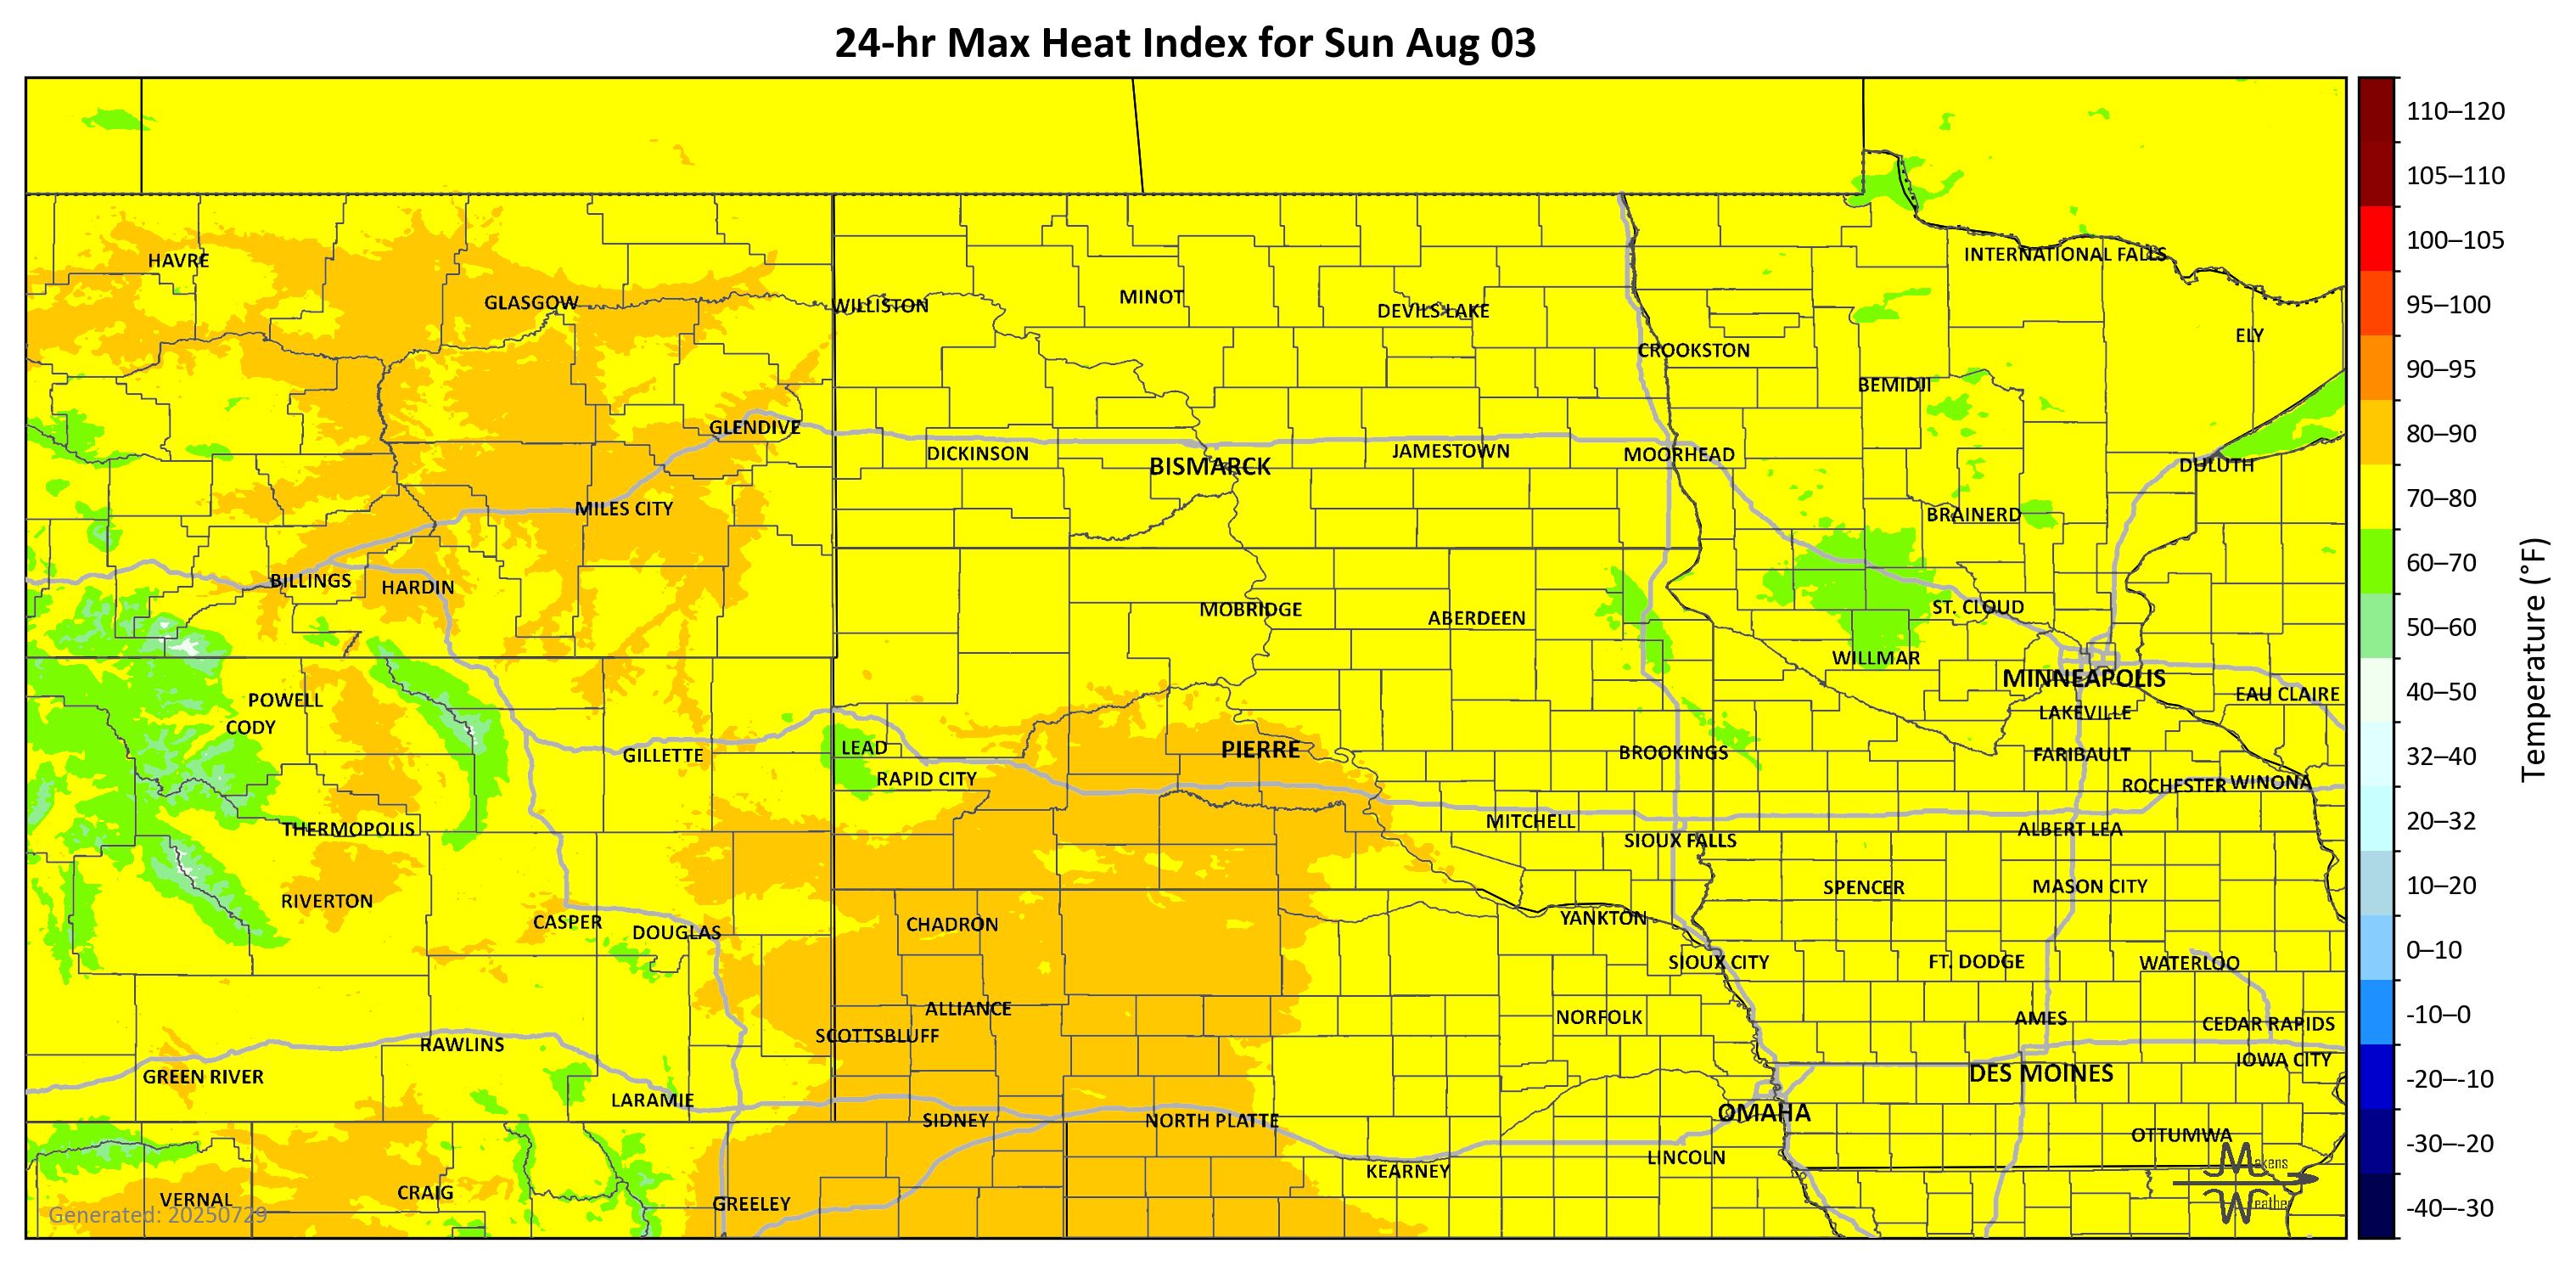 24-hr Max Heat Index for Sun Aug 03
110–120
105–110
HAVRE
INTERNATIONAL FALLS
100–105
GLASGOW
WILLISTON
MINOT
DEVILS LAKE
95–100
ELY
CROOKSTON
90–95
BEMIDJI
GLENDIVE
80–90
DICKINSON
JAMESTOWN
MOORHEAD
BISMARCK
DULUTH
70–80
MILES CITY
BRAINERD
60–70
BILLINGS
HARDIN
MOBRIDGE
ABERDEEN
ST. CLOUD
50–60
WILLMAR
MINNEAPOLIS
POWELL
EAU CLAIRE
40–50
CODY
LAKEVILLE
Temperature (°F)
LEAD
PIERRE
GILLETTE
BROOKINGS
FARIBAULT
32–40
RAPID CITY
ROCHESTER
WINONA
THERMOPOLIS
MITCHELL
ALBERT LEA
20–32
SIOUX FALLS
RIVERTON
SPENCER
MASON CITY
10–20
CASPER
DOUGLAS
CHADRON
YANKTON
SIOUX CITY
FT. DODGE
WATERLOO
0–10
ALLIANCE
NORFOLK
AMES
CEDAR RAPIDS
-10–0
SCOTTSBLUFF
RAWLINS
IOWA CITY
GREEN RIVER
DES MOINES
-20–-10
LARAMIE
SIDNEY
NORTH PLATTE
OMAHA
OTTUMWA
-30–-20
KEARNEY
LINCOLN
Makens
Weather
VERNAL
CRAIG
GREELEY
-40–-30
Generated: 20250729